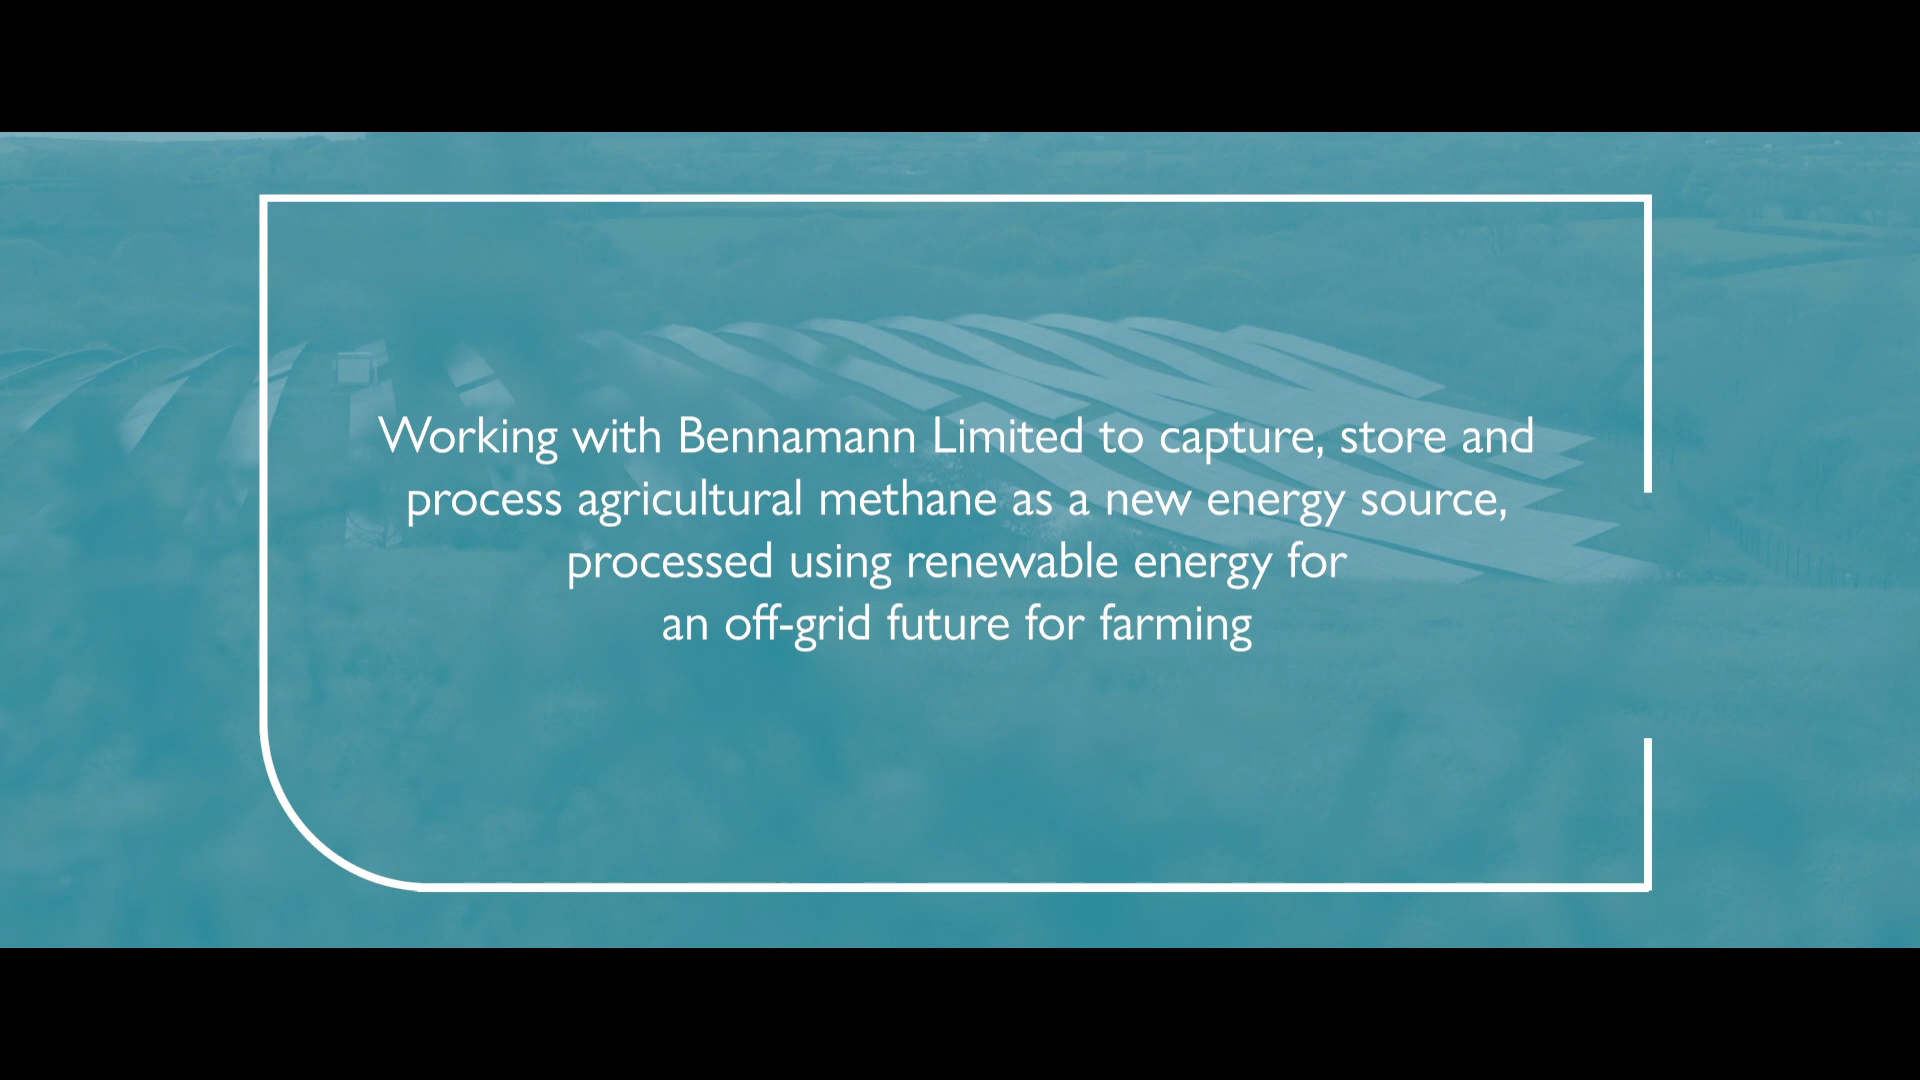 Working with Bennamann Limited to capture, store and
process agricultural methane as a new energy source,
processed using renewable energy for
an off-grid future for farming